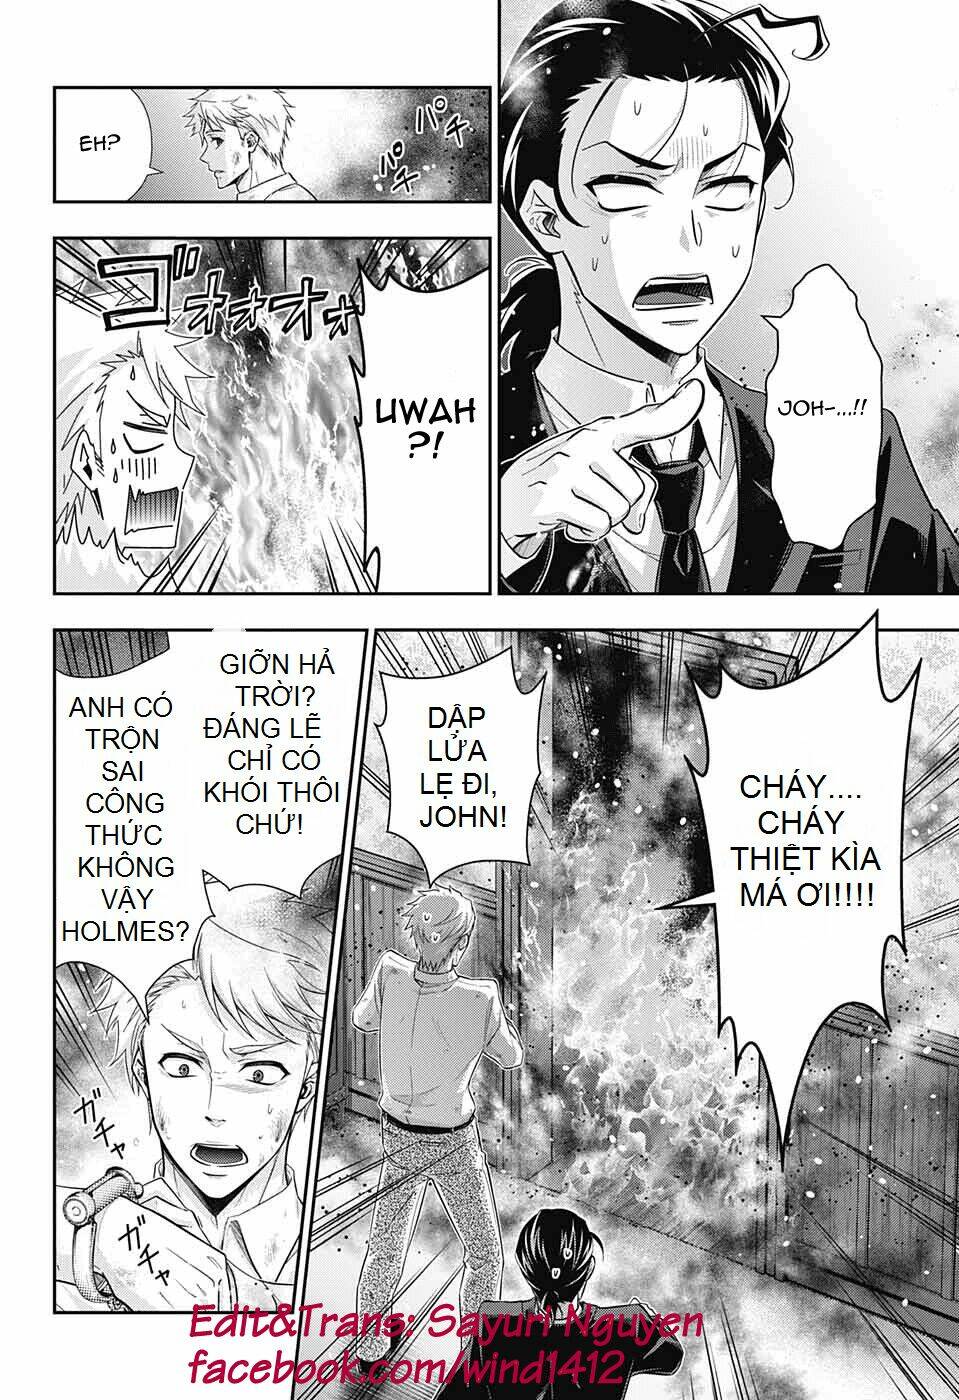 JOH-...!!
EH?
パチ
パチ
UWAH
?!
ゴオォオォ
CHÁY....
CHÁY
THIỆT KÌA
MÁ ƠI!!!!
DẬP
LỬA
LẸ ĐI,
JOHN!
GIỠN HẢ
TRỜI?
ĐÁNG LẼ
CHỈ CÓ
KHÓI THÔI
CHỨ!
ANH CÓ
TRỘN
SAI
CÔNG
THỨC
KHÔNG
VẬY
HOLMES?
ガチャ
ガチャ
Edit&Trans: Sayuri Nguyen
facebook.com/wind1412